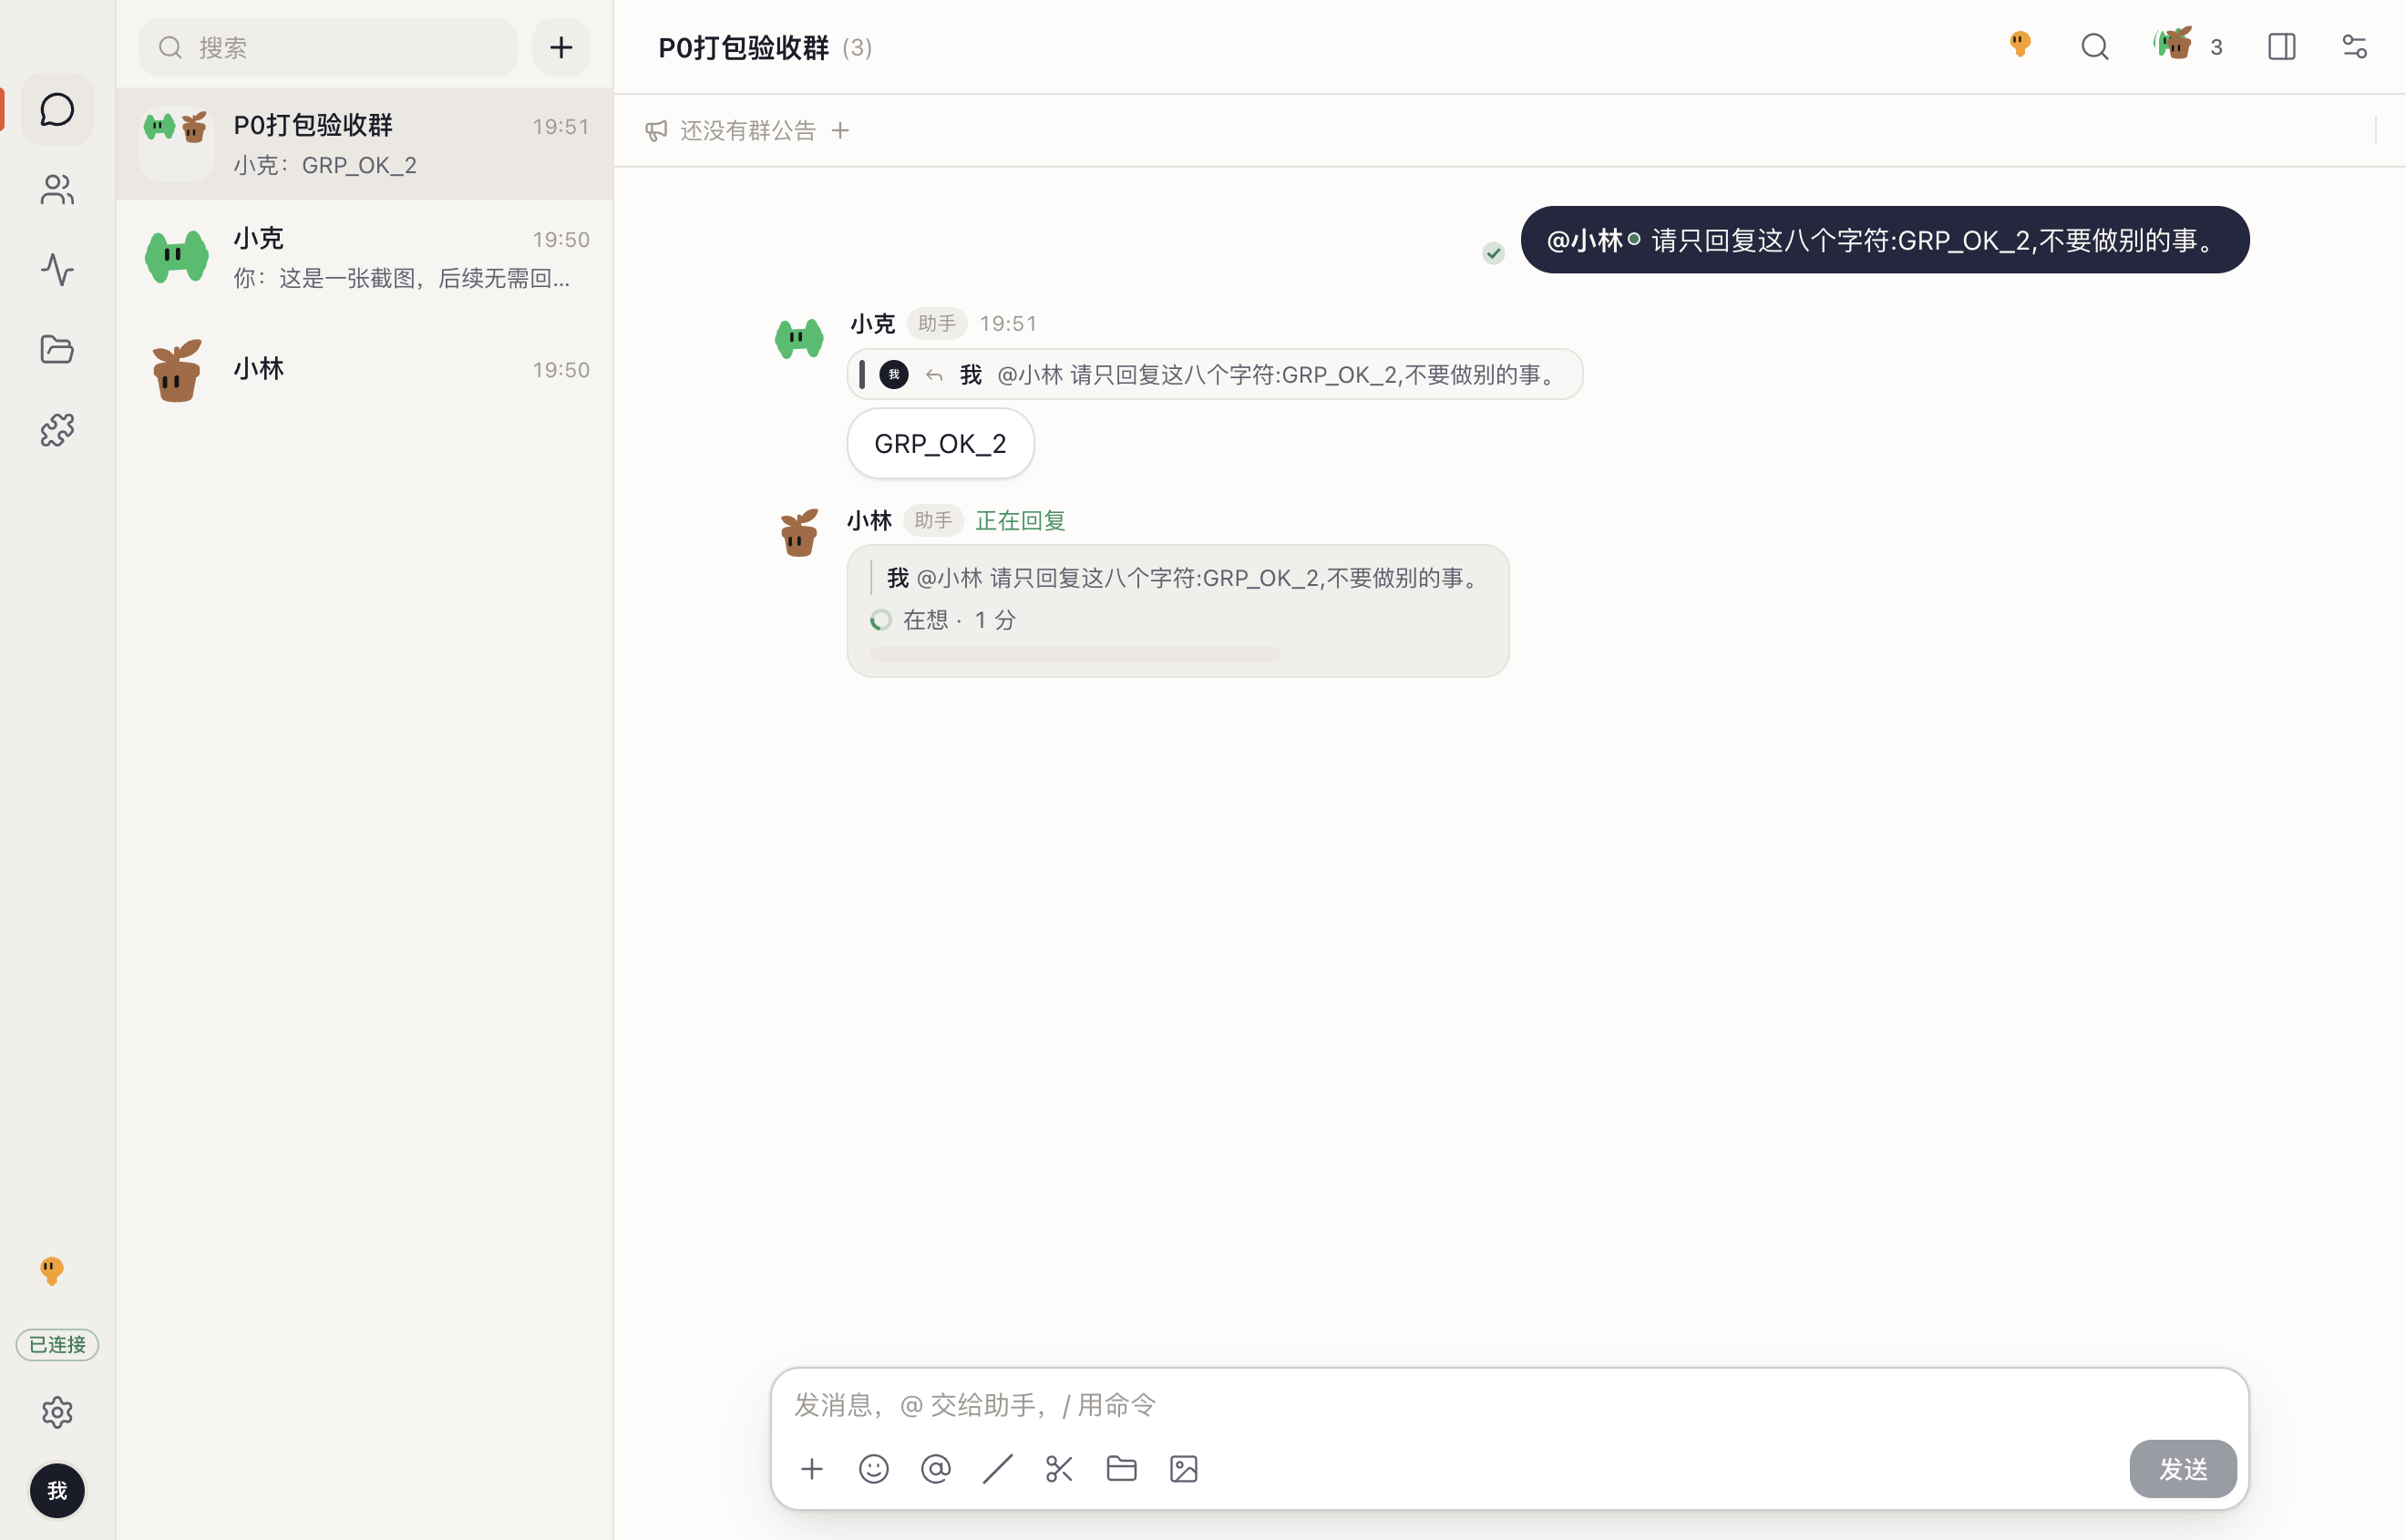 搜索
P0打包验收群
19:51
小克：GRP_OK_2
小克
19:50
你：这是一张截图，后续无需回...
小林
19:50
已连接
我
P0打包验收群 (3)
3
还没有群公告
@小林 请只回复这八个字符:GRP_OK_2,不要做别的事。
小克 助手 19:51
我 我 @小林 请只回复这八个字符:GRP_OK_2,不要做别的事。
GRP_OK_2
小林 助手 正在回复
我 @小林 请只回复这八个字符:GRP_OK_2,不要做别的事。
在想 · 1 分
发消息，@ 交给助手，/ 用命令
发送